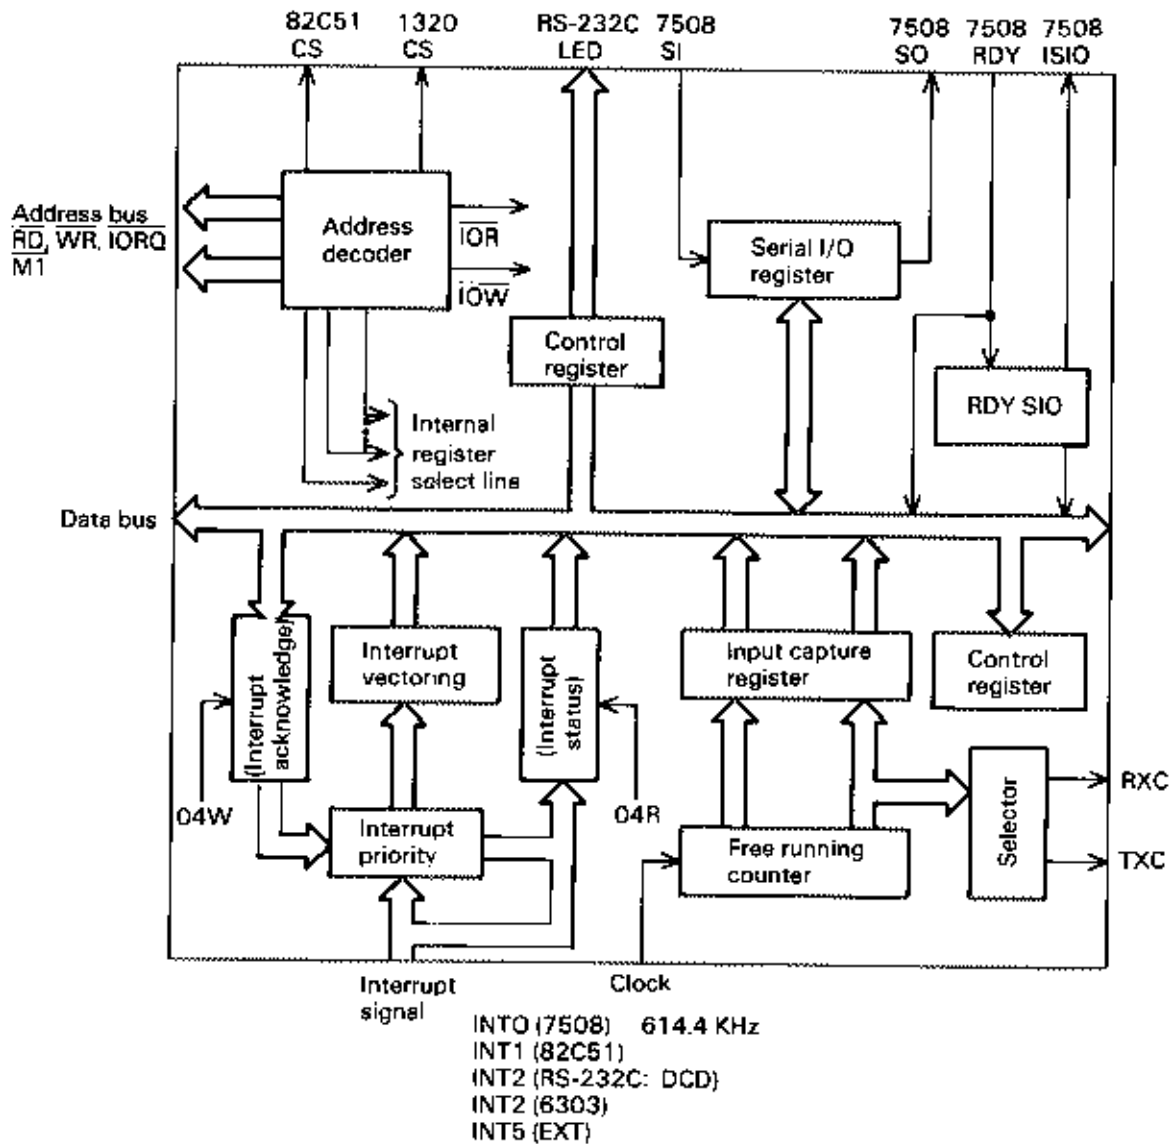 82C51
CS
1320
CS
RS-232C
LED
7508
SI
7508
SO
7508
RDY
7508
ISIO
Address bus
RD, WR, IORQ
M1
Address
decoder
IOR
IOW
Serial I/O
register
Control
register
RDY SIO
Internal
register
select line
Data bus
(Interrupt
acknowledge)
Interrupt
vectoring
(Interrupt
status)
Input capture
register
Control
register
04W
Interrupt
priority
04R
Free running
counter
Selector
RXC
TXC
Interrupt
signal
Clock
INT0 (7508) 614.4 KHz
INT1 (82C51)
INT2 (RS-232C: DCD)
INT2 (6303)
INT5 (EXT)